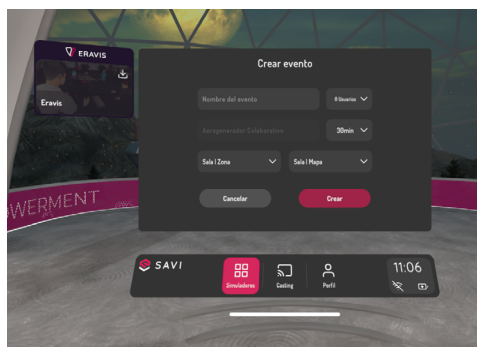 ERAVIS
Eravis
Crear evento
Nombre del evento
0 Usuarios
Aerogenerador Colaborativo
30min
Sala | Zona
Sala | Mapa
Cancelar
Crear
WERMENT
SAVI
Simuladores
Casting
Perfil
11:06